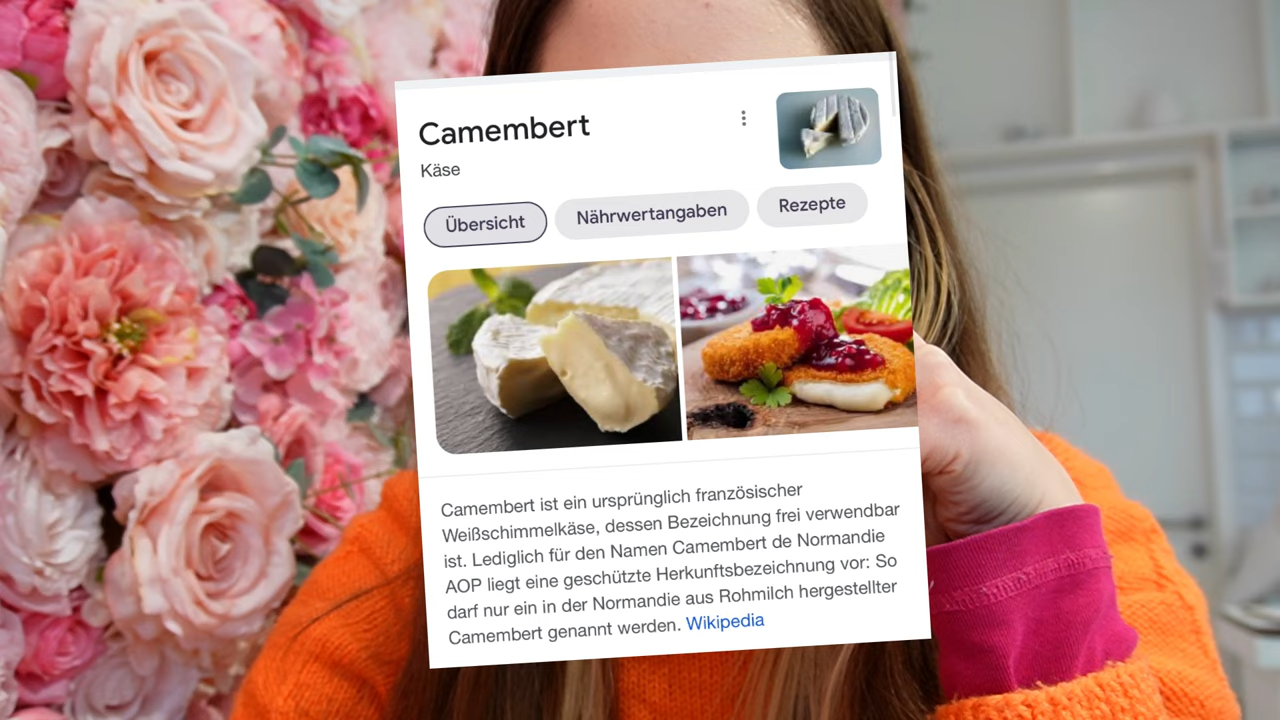 Camembert
Käse
Übersicht
Nährwertangaben
Rezepte
Camembert ist ein ursprünglich französischer
Weißschimmelkäse, dessen Bezeichnung frei verwendbar
ist. Lediglich für den Namen Camembert de Normandie
AOP liegt eine geschützte Herkunftsbezeichnung vor: So
darf nur ein in der Normandie aus Rohmilch hergestellter
Camembert genannt werden. Wikipedia